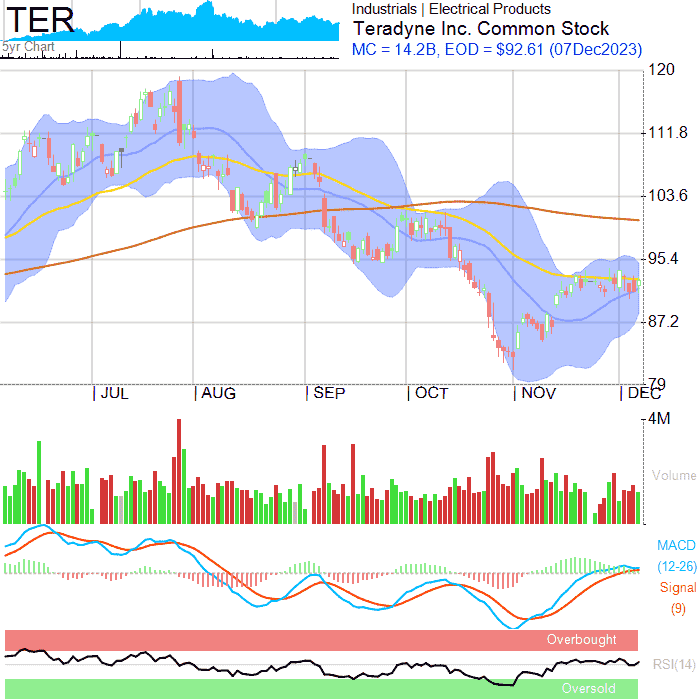 TER
5yr Chart
Industrials | Electrical Products
Teradyne Inc. Common Stock
MC = 14.2B, EOD = $92.61 (07Dec2023)
120
111.8
103.6
95.4
87.2
79
JUL AUG SEP OCT NOV DEC
4M
Volume
MACD
(12-26)
Signal
(9)
Overbought
RSI(14)
Oversold